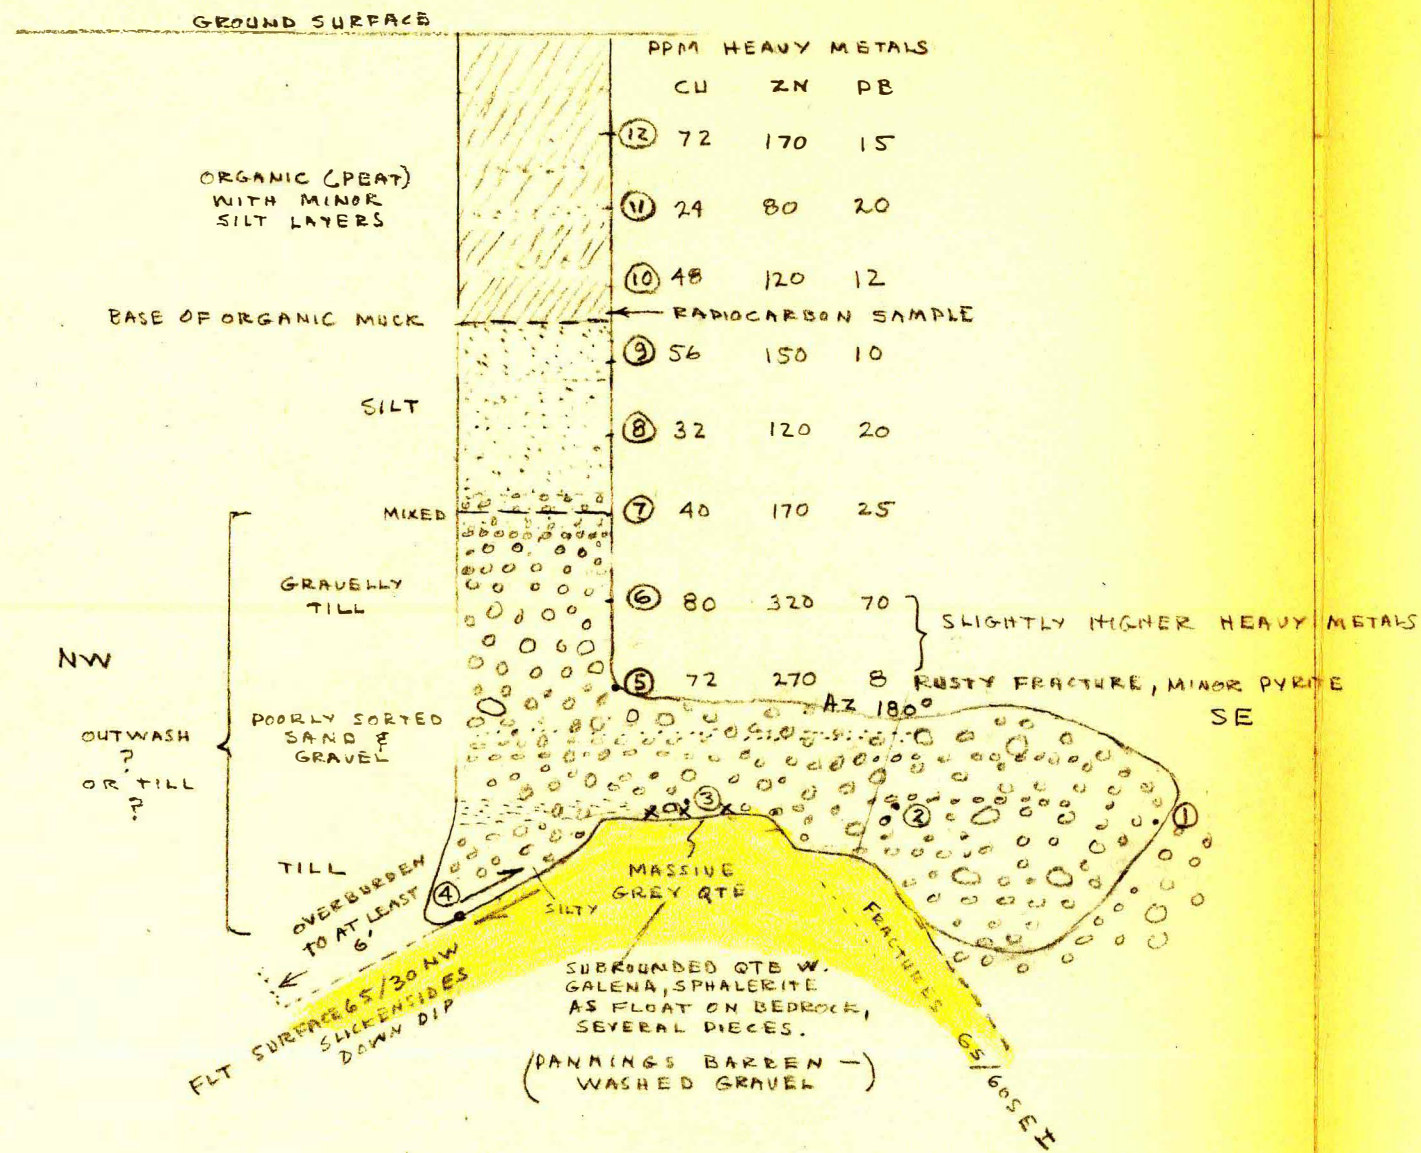 GROUND SURFACE
PPM HEAVY METALS
CU ZN PB
12 72 170 15
ORGANIC (PEAT)
WITH MINOR
SILT LAYERS
11 24 80 20
10 48 120 12
BASE OF ORGANIC MUCK
RADIOCARBON SAMPLE
9 56 150 10
SILT
8 32 120 20
MIXED
7 40 170 25
GRAVELLY
TILL
6 80 320 70
SLIGHTLY HIGHER HEAVY METALS
NW
5 72 270 8 RUSTY FRACTURE, MINOR PYRITE
AZ 180°
SE
POORLY SORTED
SAND &
GRAVEL
OUTWASH
?
OR TILL
?
3
2
1
TILL
4
OVERBURDEN
TO AT LEAST
6'
SILTY
MASSIVE
GREY QTE
FLT SURFACE 65/30 NW
SLICKENSIDES
DOWN DIP
SUBROUNDED QTE W.
GALENA, SPHALERITE
AS FLOAT ON BEDROCK,
SEVERAL PIECES.
(PANNINGS BARREN —
WASHED GRAVEL)
FRACTURES 65/60SE I